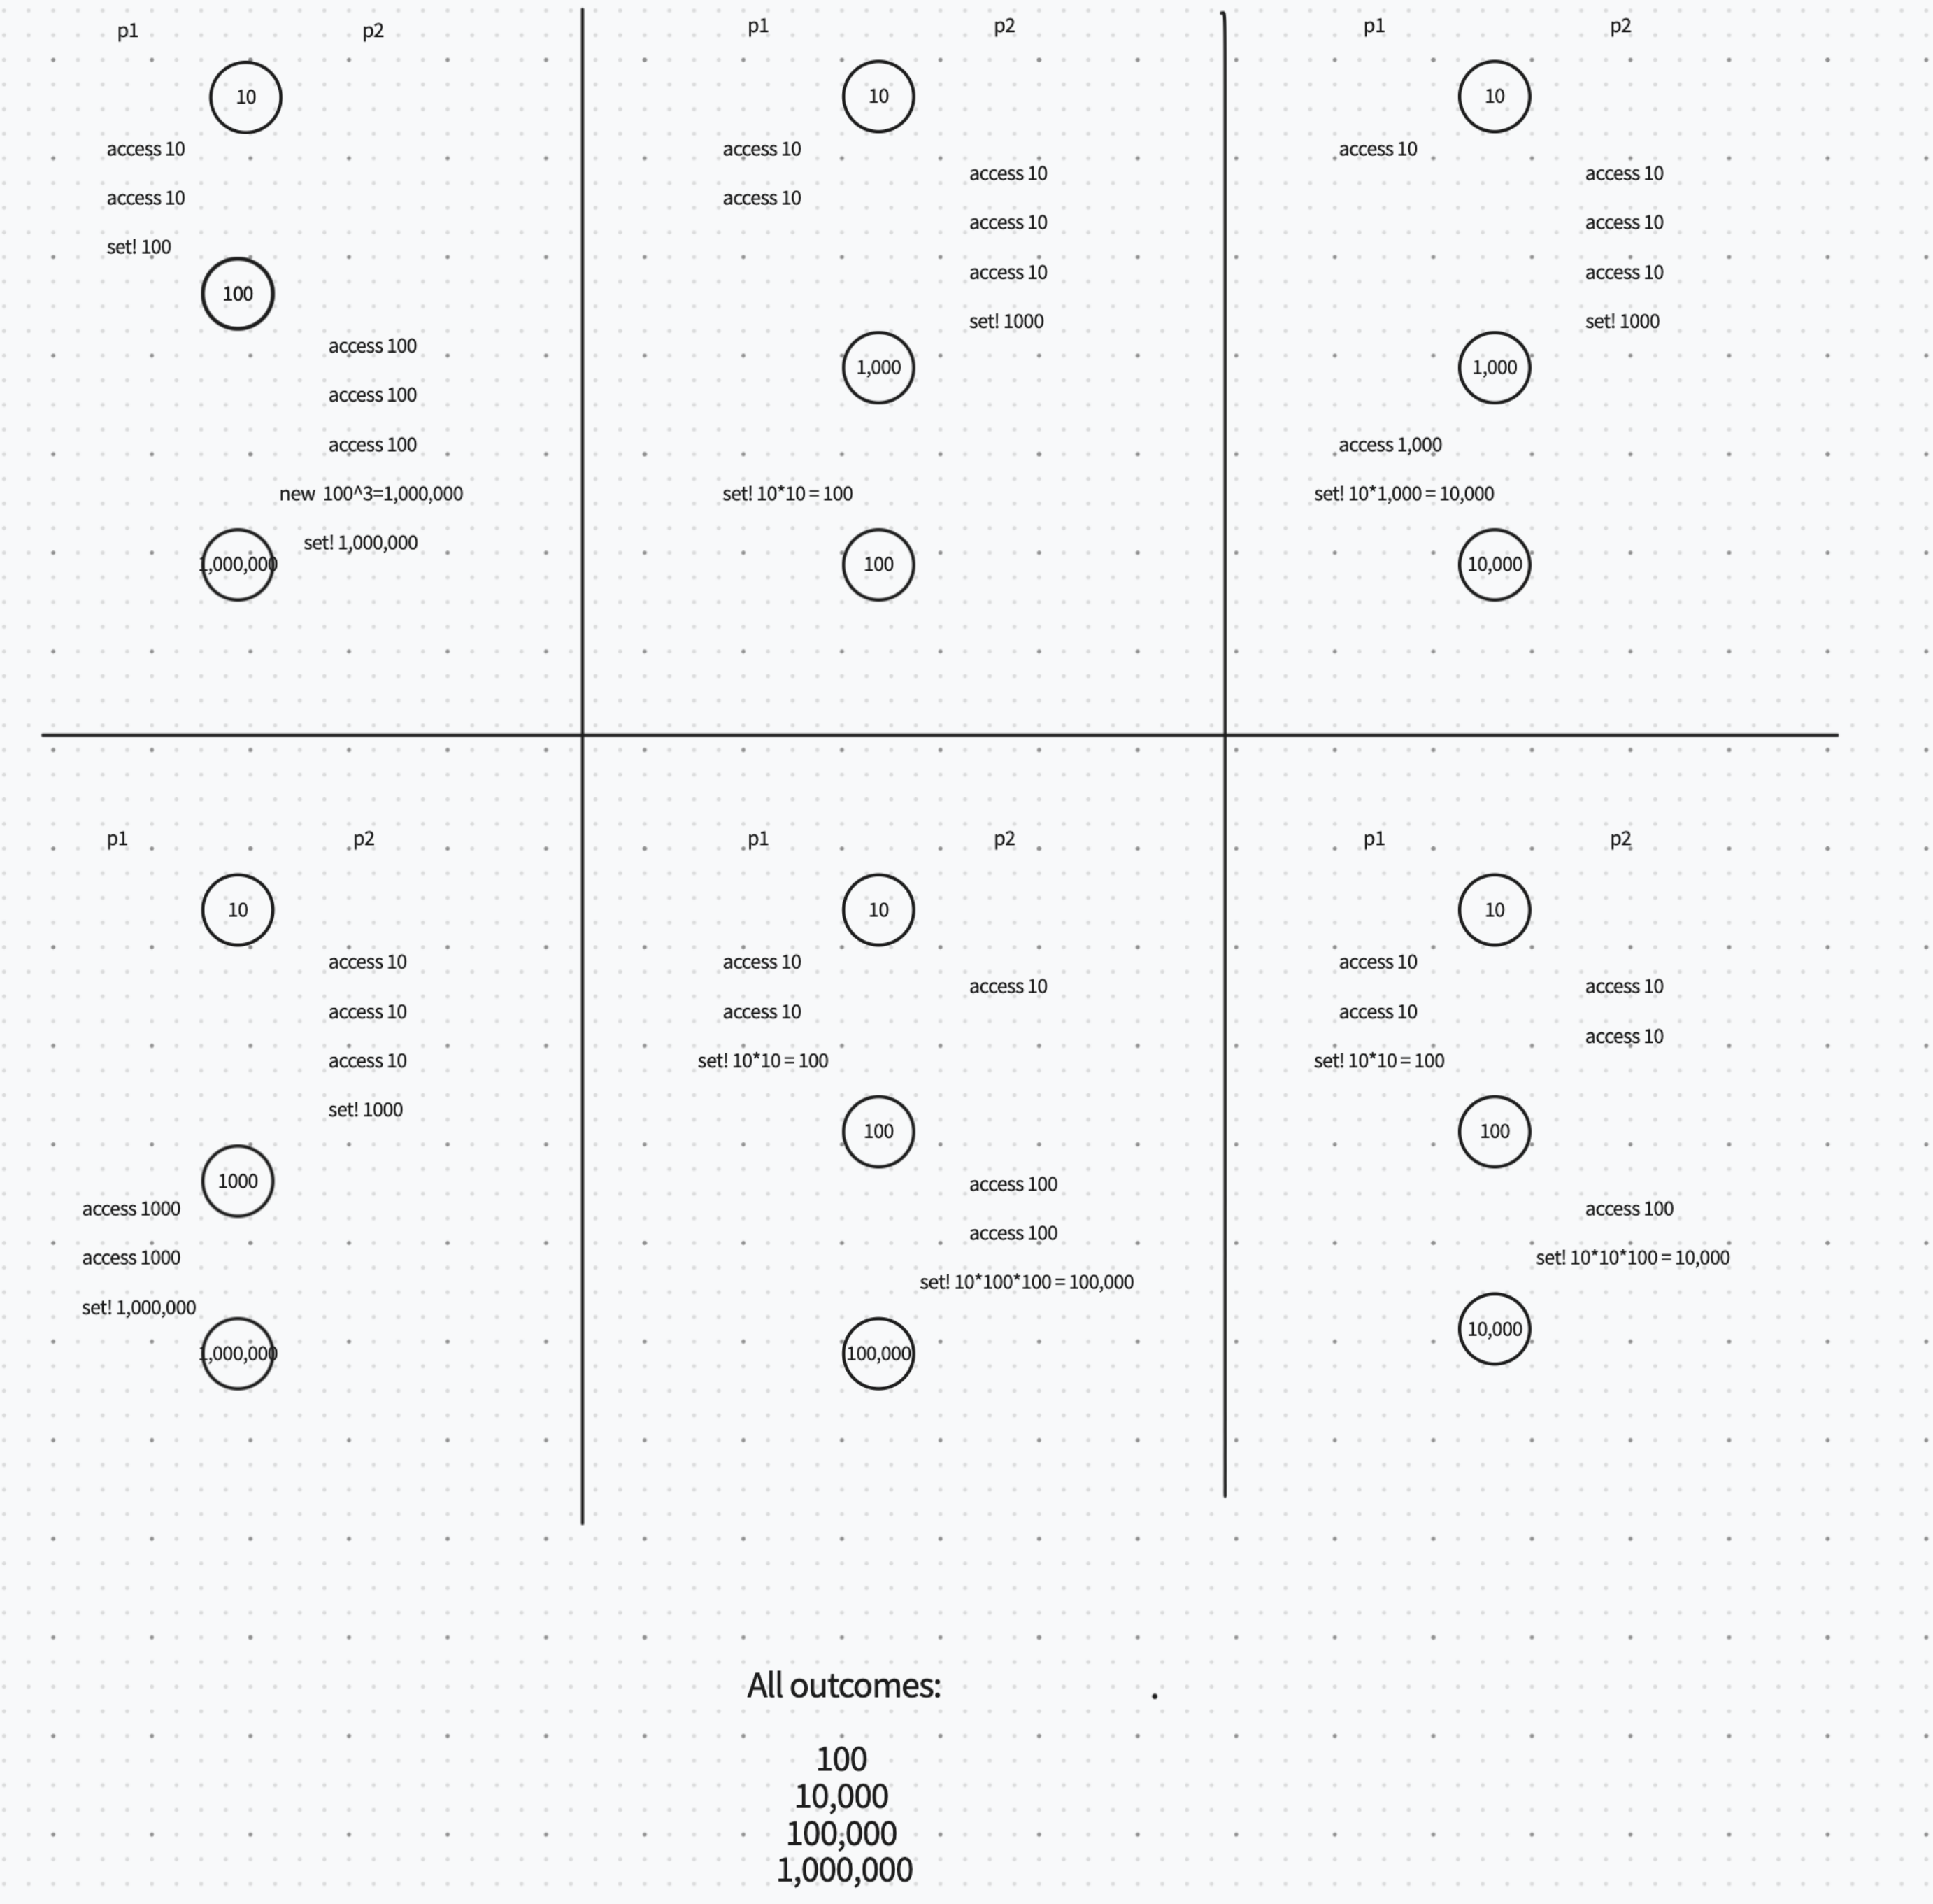 p1 p2
10
access 10
access 10
set! 100
100
access 100
access 100
access 100
new 100^3=1,000,000
set! 1,000,000
1,000,000
p1 p2
10
access 10
access 10
access 10
access 10
access 10
set! 1000
1,000
set! 10*10 = 100
100
p1 p2
10
access 10
access 10
access 10
access 10
set! 1000
1,000
access 1,000
set! 10*1,000 = 10,000
10,000
p1 p2
10
access 10
access 10
access 10
set! 1000
1000
access 1000
access 1000
set! 1,000,000
1,000,000
p1 p2
10
access 10
access 10
access 10
set! 10*10 = 100
100
access 100
access 100
set! 10*100*100 = 100,000
100,000
p1 p2
10
access 10
access 10
access 10
access 10
set! 10*10 = 100
100
access 100
set! 10*10*100 = 10,000
10,000
All outcomes:
100
10,000
100,000
1,000,000